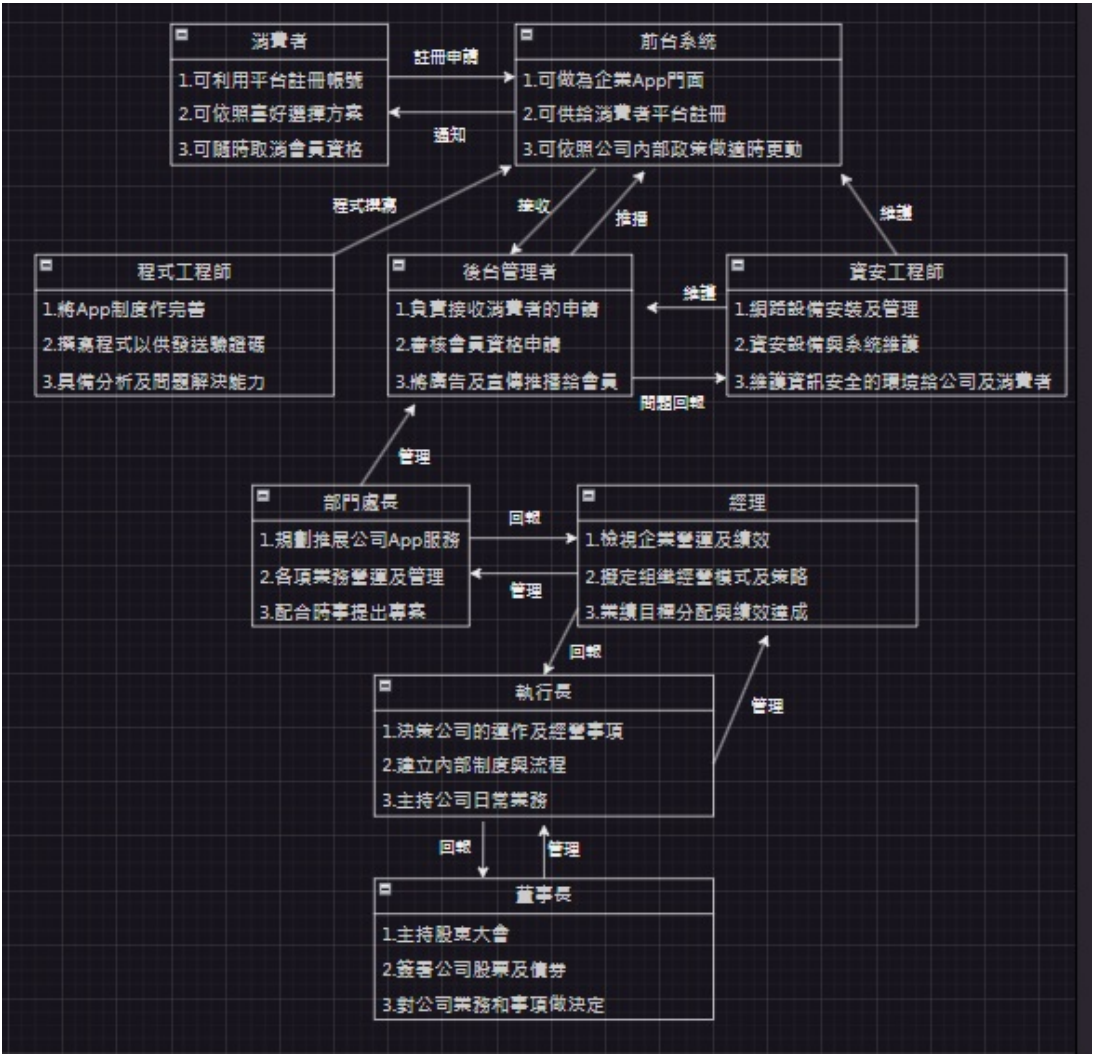 消費者
1.可利用平台註冊帳號
2.可依照喜好選擇方案
3.可隨時取消會員資格
註冊申請
通知
前台系統
1.可做為企業App門面
2.可供給消費者平台註冊
3.可依照公司內部政策做適時更動
程式撰寫
接收
推播
維護
程式工程師
1.將App制度作完善
2.撰寫程式以供發送驗證碼
3.具備分析及問題解決能力
後台管理者
1.負責接收消費者的申請
2.審核會員資格申請
3.將廣告及宣傳推播給會員
維護
問題回報
資安工程師
1.網路設備安裝及管理
2.資安設備與系統維護
3.維護資訊安全的環境給公司及消費者
管理
部門處長
1.規劃推展公司App服務
2.各項業務營運及管理
3.配合時事提出專案
回報
管理
經理
1.檢視企業營運及績效
2.擬定組織經營模式及策略
3.業績目標分配與績效達成
回報
管理
執行長
1.決策公司的運作及經營事項
2.建立內部制度與流程
3.主持公司日常業務
回報
管理
董事長
1.主持股東大會
2.簽署公司股票及債券
3.對公司業務和事項做決定